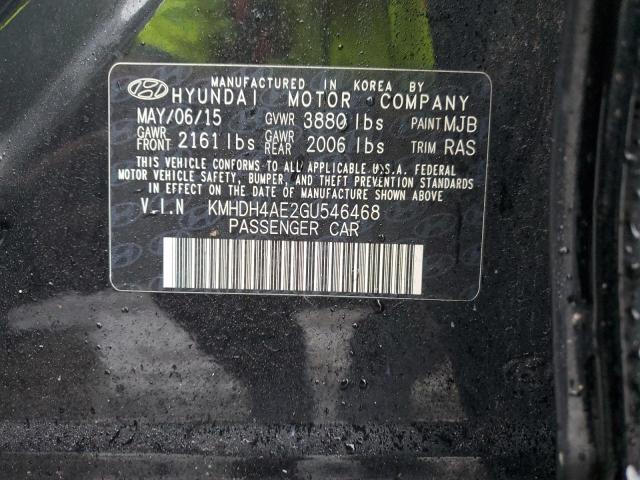 MANUFACTURED IN KOREA BY
HYUNDAI MOTOR COMPANY
MAY/06/15 GVWR 3880 lbs PAINT MJB
GAWR FRONT 2161 lbs GAWR REAR 2006 lbs TRIM RAS
THIS VEHICLE CONFORMS TO ALL APPLICABLE U.S.A. FEDERAL
MOTOR VEHICLE SAFETY, BUMPER, AND THEFT PREVENTION STANDARDS
IN EFFECT ON THE DATE OF MANUFACTURE SHOWN ABOVE.
V.I.N KMHDH4AE2GU546468
PASSENGER CAR